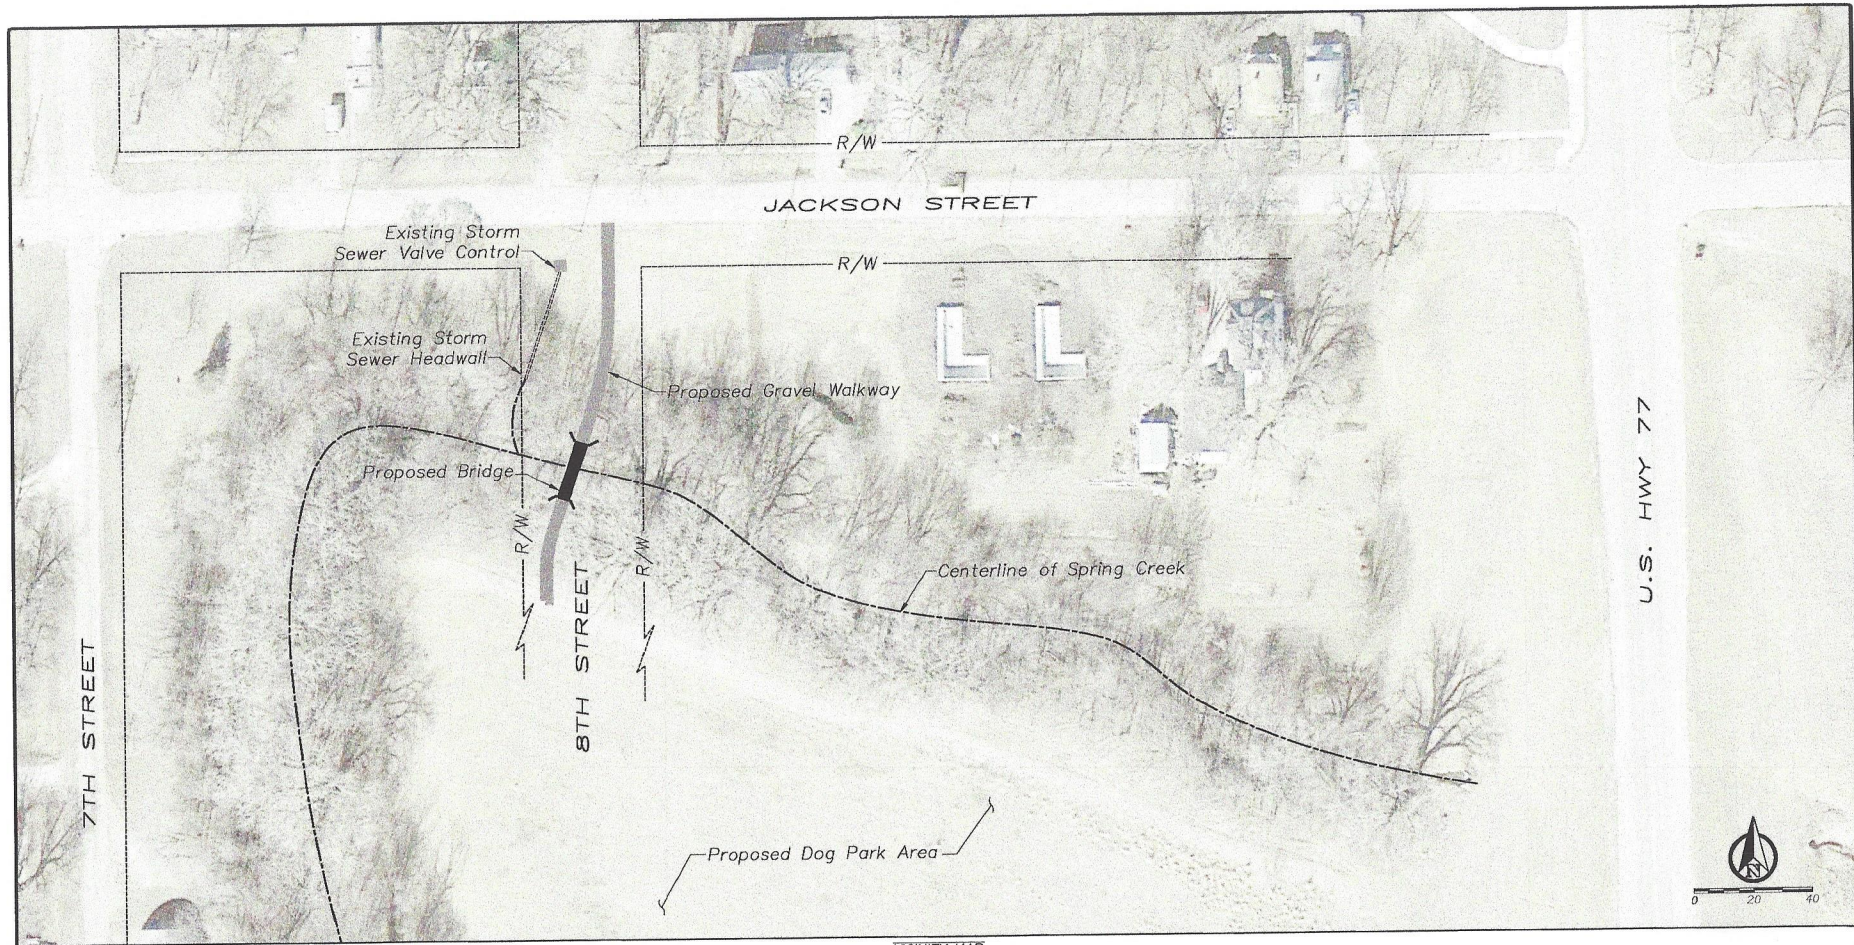 R/W
JACKSON STREET
Existing Storm
Sewer Valve Control
R/W
Existing Storm
Sewer Headwall
Proposed Gravel Walkway
U.S. HWY 77
Proposed Bridge
R/W
R/W
Centerline of Spring Creek
8TH STREET
7TH STREET
Proposed Dog Park Area
N
0 20 40